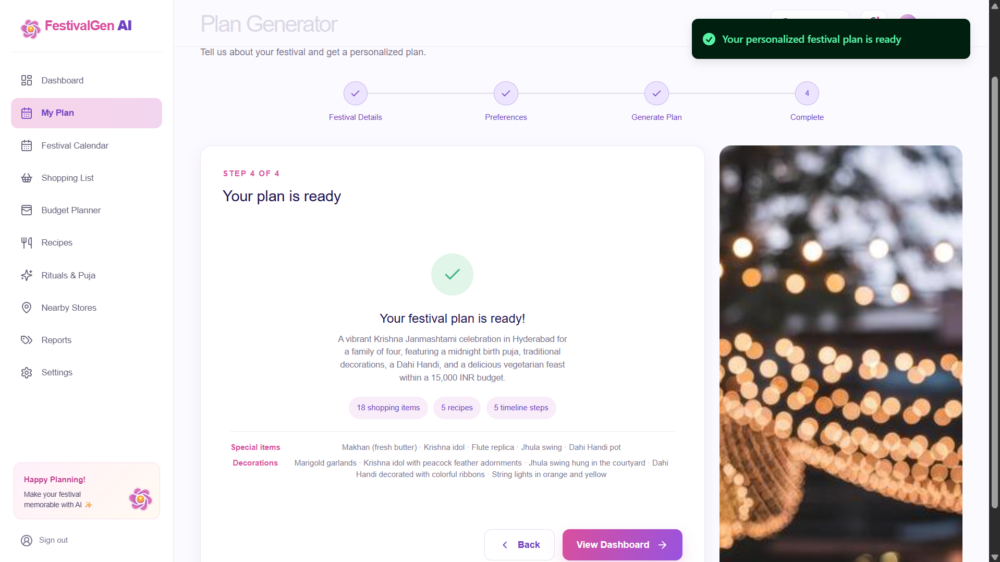 FestivalGen AI
Dashboard
My Plan
Festival Calendar
Shopping List
Budget Planner
Recipes
Rituals & Puja
Nearby Stores
Reports
Settings
Happy Planning!
Make your festival
memorable with AI ✨
Sign out
Plan Generator
Tell us about your festival and get a personalized plan.
Your personalized festival plan is ready
4
Festival Details
Preferences
Generate Plan
Complete
STEP 4 OF 4
Your plan is ready
Your festival plan is ready!
A vibrant Krishna Janmashtami celebration in Hyderabad for
a family of four, featuring a midnight birth puja, traditional
decorations, a Dahi Handi, and a delicious vegetarian feast
within a 15,000 INR budget.
18 shopping items
5 recipes
5 timeline steps
Special items
Makhan (fresh butter) · Krishna idol · Flute replica · Jhula swing · Dahi Handi pot
Decorations
Marigold garlands · Krishna idol with peacock feather adornments · Jhula swing hung in the courtyard · Dahi
Handi decorated with colorful ribbons · String lights in orange and yellow
Back
View Dashboard